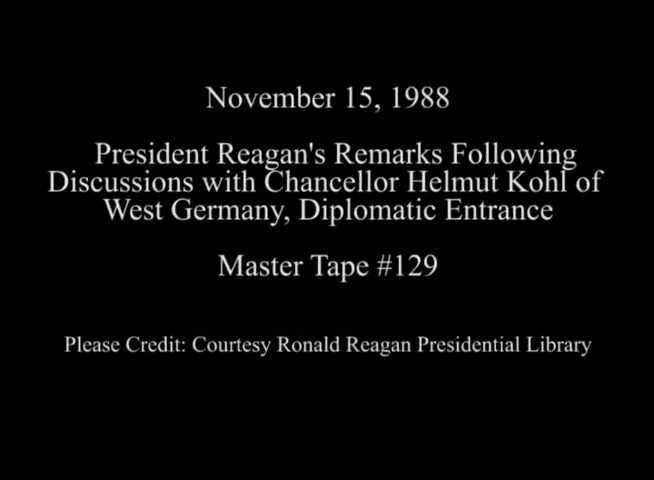 November 15, 1988
President Reagan's Remarks Following
Discussions with Chancellor Helmut Kohl of
West Germany, Diplomatic Entrance
Master Tape #129
Please Credit: Courtesy Ronald Reagan Presidential Library